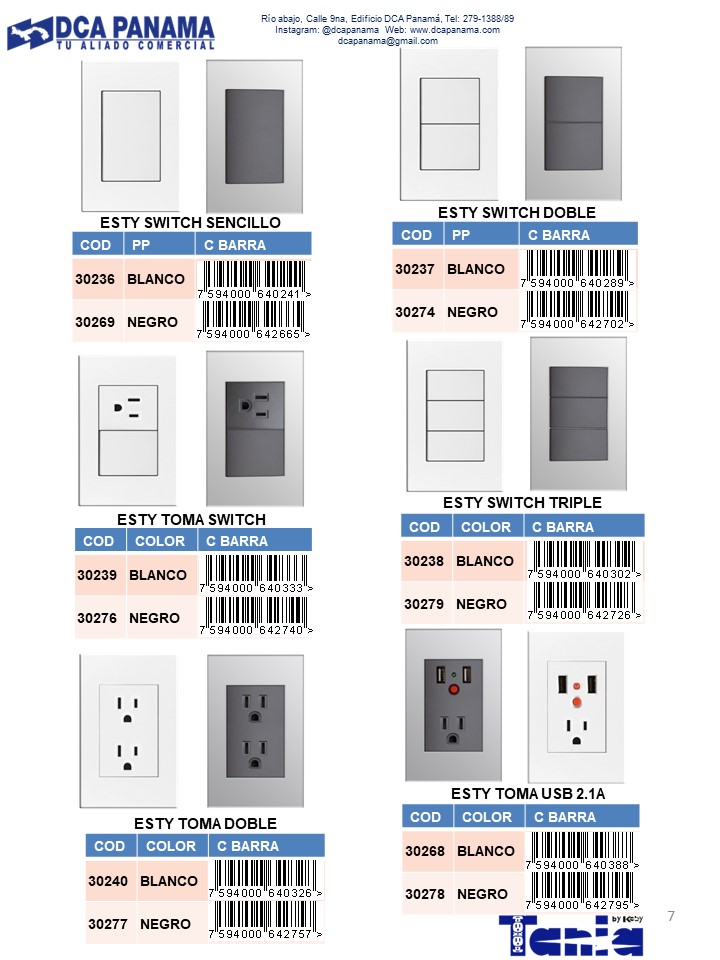 DCA PANAMA
TU ALIADO COMERCIAL
Río abajo, Calle 9na, Edificio DCA Panamá, Tel: 279-1388/89
Instagram: @dcapanama Web: www.dcapanama.com
dcapanama@gmail.com
ESTY SWITCH SENCILLO
COD PP C BARRA
30236 BLANCO 7 594000 640241 >
30269 NEGRO 7 594000 642665 >
ESTY SWITCH DOBLE
COD PP C BARRA
30237 BLANCO 7 594000 640289 >
30274 NEGRO 7 594000 642702 >
ESTY TOMA SWITCH
COD COLOR C BARRA
30239 BLANCO 7 594000 640333 >
30276 NEGRO 7 594000 642740 >
ESTY SWITCH TRIPLE
COD COLOR C BARRA
30238 BLANCO 7 594000 640302 >
30279 NEGRO 7 594000 642726 >
ESTY TOMA DOBLE
COD COLOR C BARRA
30240 BLANCO 7 594000 640326 >
30277 NEGRO 7 594000 642757 >
ESTY TOMA USB 2.1A
COD COLOR C BARRA
30268 BLANCO 7 594000 640388 >
30278 NEGRO 7 594000 642795 >
Tania
7